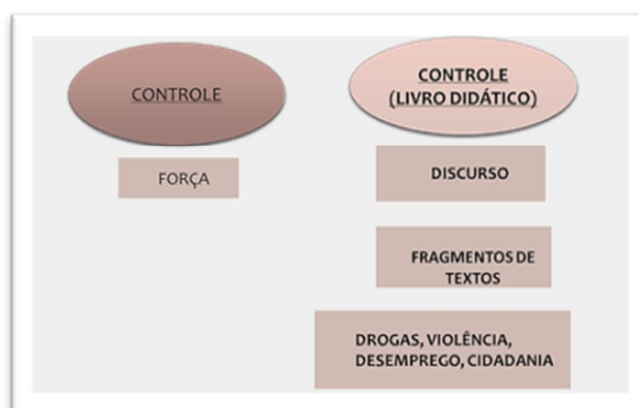 CONTROLE
FORÇA
CONTROLE
(LIVRO DIDÁTICO)
DISCURSO
FRAGMENTOS DE
TEXTOS
DROGAS, VIOLÊNCIA,
DESEMPREGO, CIDADANIA